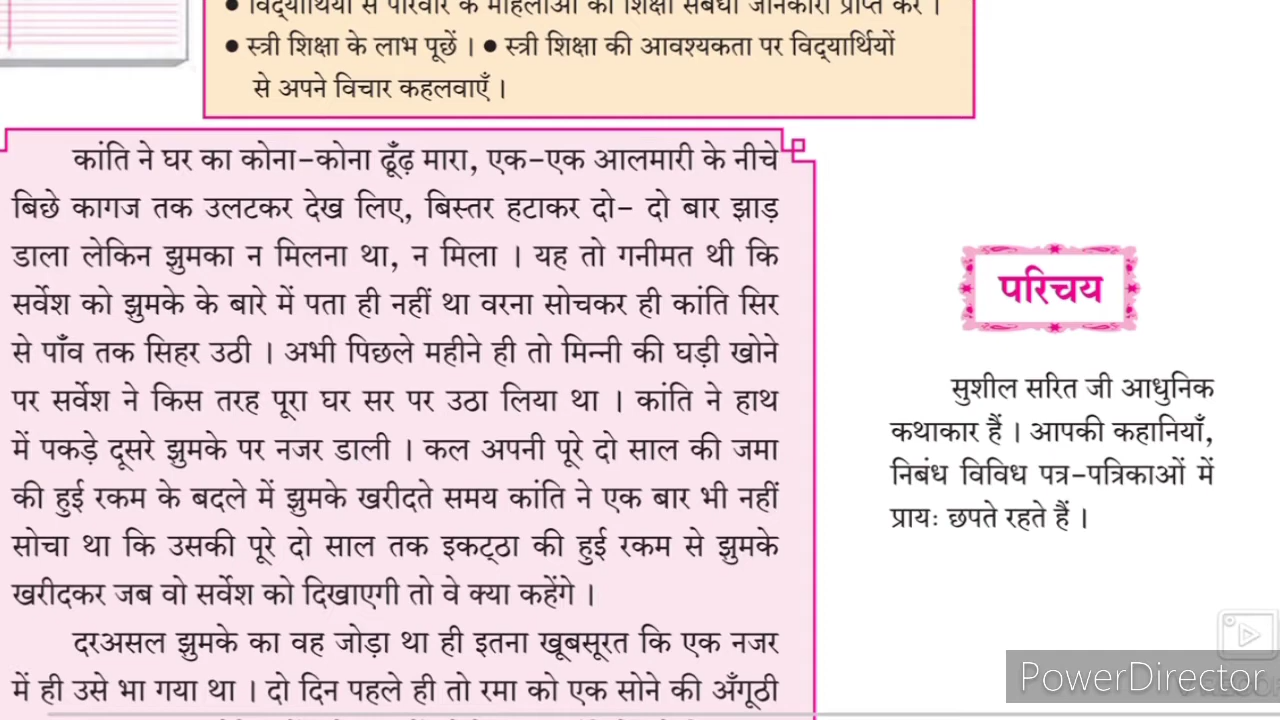 ● विद्यार्थियों से परिवार के महिलाओं की शिक्षा संबंधी जानकारी प्राप्त करें ।
● स्त्री शिक्षा के लाभ पूछें । ● स्त्री शिक्षा की आवश्यकता पर विद्यार्थियों
से अपने विचार कहलवाएँ ।
कांति ने घर का कोना-कोना ढूँढ़ मारा, एक-एक आलमारी के नीचे
बिछे कागज तक उलटकर देख लिए, बिस्तर हटाकर दो- दो बार झाड़
डाला लेकिन झुमका न मिलना था, न मिला । यह तो गनीमत थी कि
सर्वेश को झुमके के बारे में पता ही नहीं था वरना सोचकर ही कांति सिर
से पाँव तक सिहर उठी । अभी पिछले महीने ही तो मिन्नी की घड़ी खोने
पर सर्वेश ने किस तरह पूरा घर सर पर उठा लिया था । कांति ने हाथ
में पकड़े दूसरे झुमके पर नजर डाली । कल अपनी पूरे दो साल की जमा
की हुई रकम के बदले में झुमके खरीदते समय कांति ने एक बार भी नहीं
सोचा था कि उसकी पूरे दो साल तक इकट्ठा की हुई रकम से झुमके
खरीदकर जब वो सर्वेश को दिखाएगी तो वे क्या कहेंगे ।
दरअसल झुमके का वह जोड़ा था ही इतना खूबसूरत कि एक नजर
में ही उसे भा गया था । दो दिन पहले ही तो रमा को एक सोने की अँगूठी
परिचय
सुशील सरित जी आधुनिक
कथाकार हैं । आपकी कहानियाँ,
निबंध विविध पत्र-पत्रिकाओं में
प्रायः छपते रहते हैं ।
PowerDirector